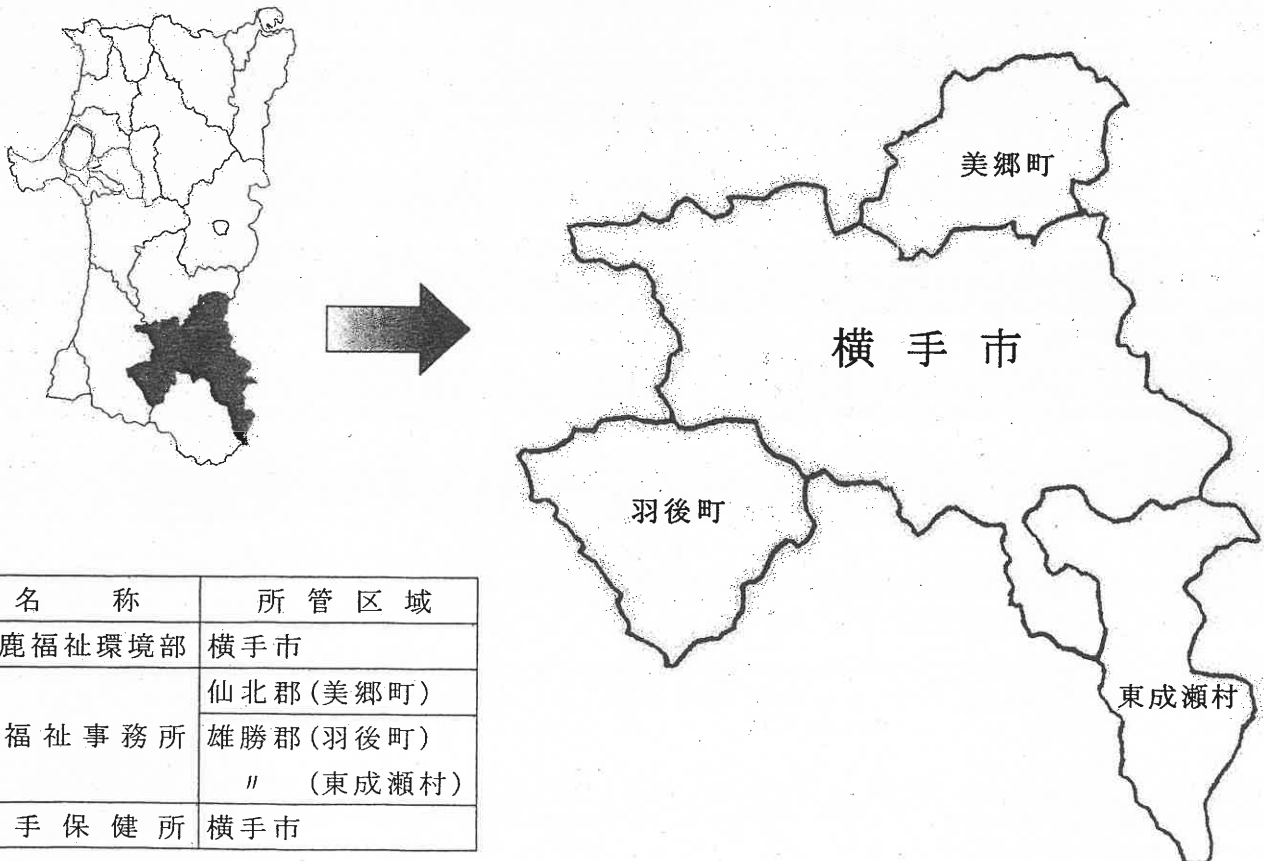 美郷町
横手市
羽後町
東成瀬村
名称 所管区域
鹿福祉環境部 横手市
福祉事務所 仙北郡(美郷町)
雄勝郡(羽後町)
〃 (東成瀬村)
手保健所 横手市